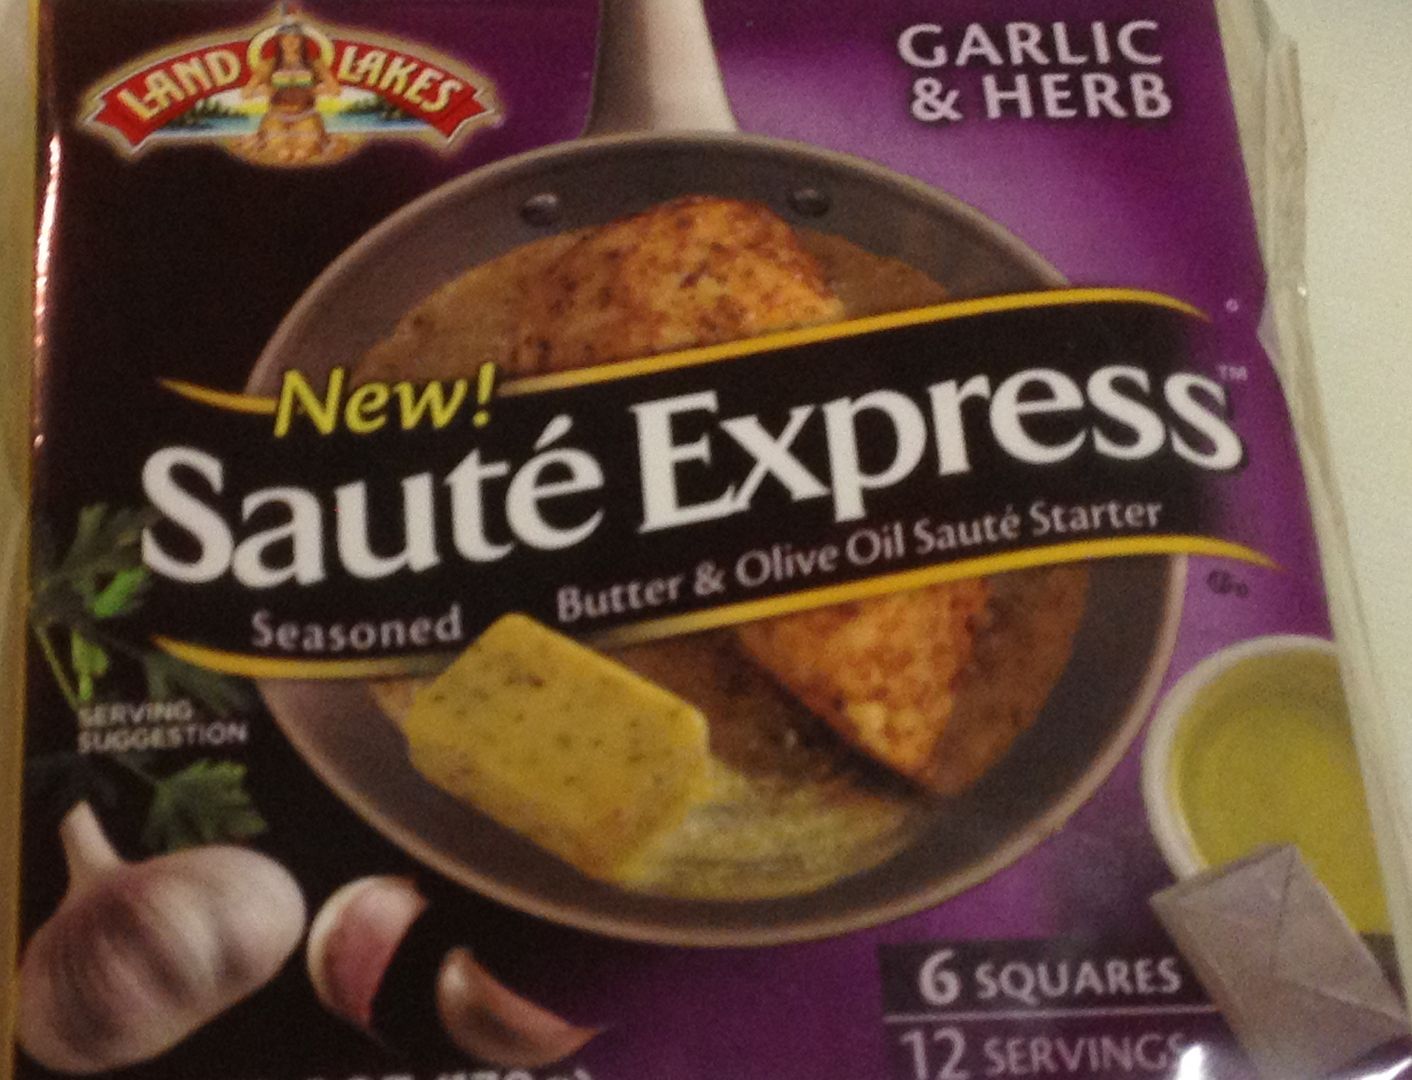 LAND LAKES
GARLIC
& HERB
New!
Sauté Express™
Seasoned Butter & Olive Oil Sauté Starter
SERVING
SUGGESTION
6 SQUARES
12 SERVINGS